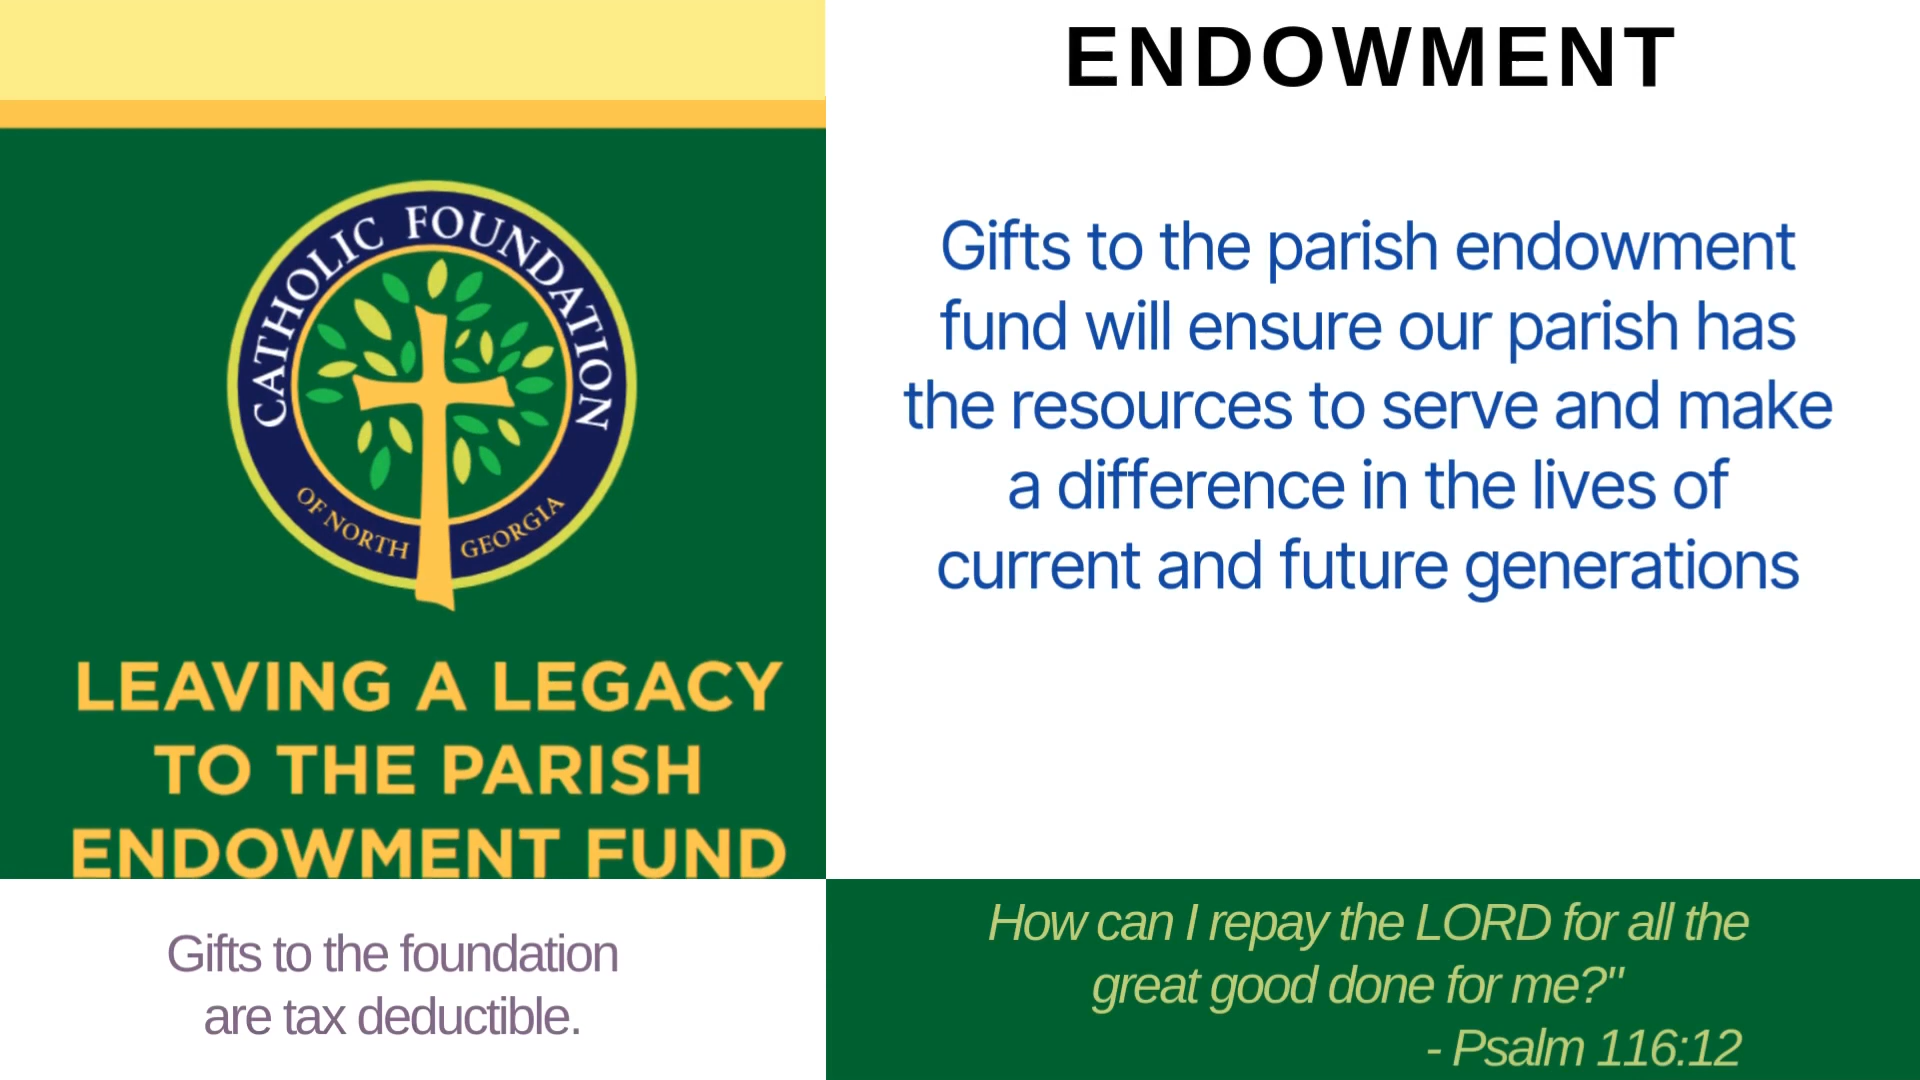 CATHOLIC FOUNDATION
OF NORTH GEORGIA
LEAVING A LEGACY
TO THE PARISH
ENDOWMENT FUND
Gifts to the foundation
are tax deductible.
ENDOWMENT
Gifts to the parish endowment
fund will ensure our parish has
the resources to serve and make
a difference in the lives of
current and future generations
How can I repay the LORD for all the
great good done for me?"
- Psalm 116:12